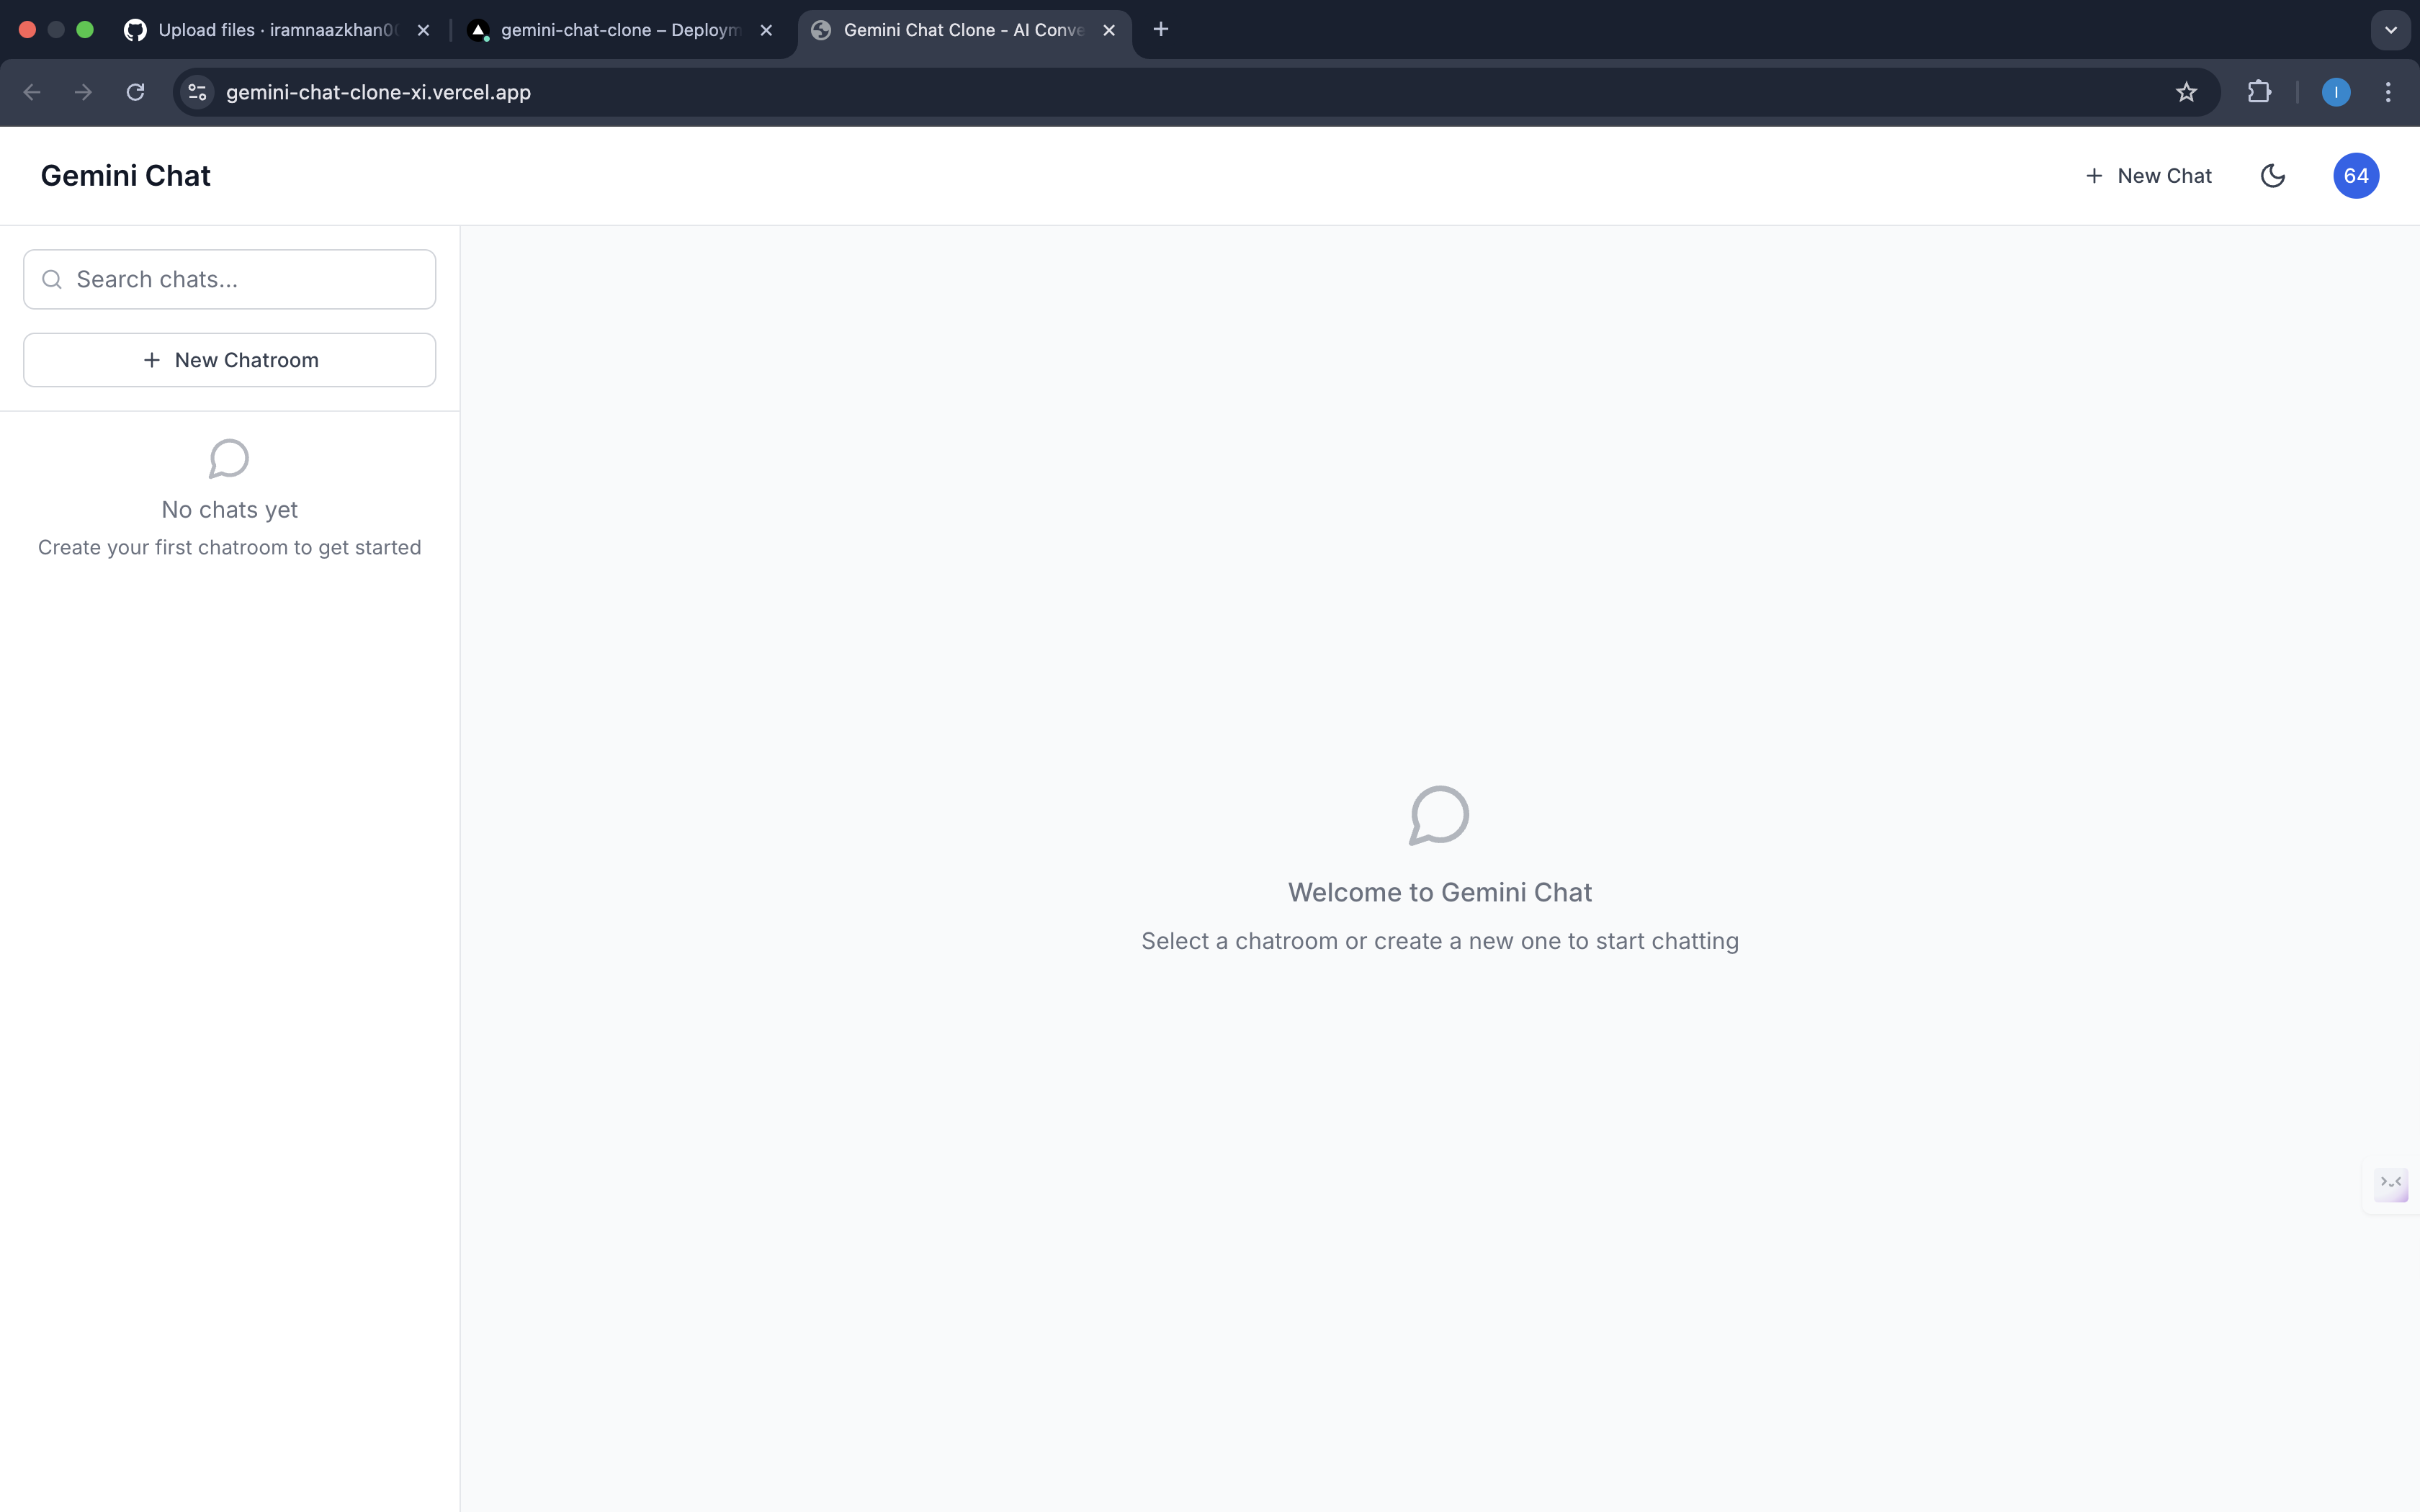 Upload files · iramnaazkhan0
gemini-chat-clone – Deploym
Gemini Chat Clone - AI Conve
gemini-chat-clone-xi.vercel.app
I
Gemini Chat
New Chat
64
Search chats...
New Chatroom
No chats yet
Create your first chatroom to get started
Welcome to Gemini Chat
Select a chatroom or create a new one to start chatting